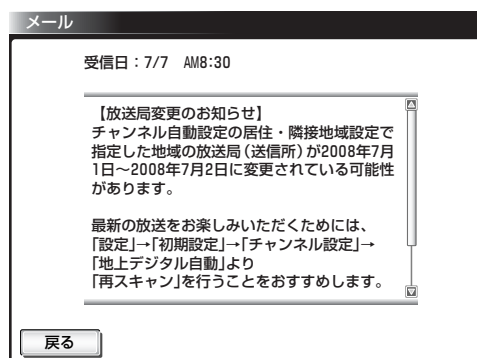 メール
受信日：7/7 AM8:30
【放送局変更のお知らせ】
チャンネル自動設定の居住・隣接地域設定で
指定した地域の放送局（送信所）が2008年7月
1日〜2008年7月2日に変更されている可能性
があります。
最新の放送をお楽しみいただくためには、
「設定」→「初期設定」→「チャンネル設定」→
「地上デジタル自動」より
「再スキャン」を行うことをおすすめします。
戻る